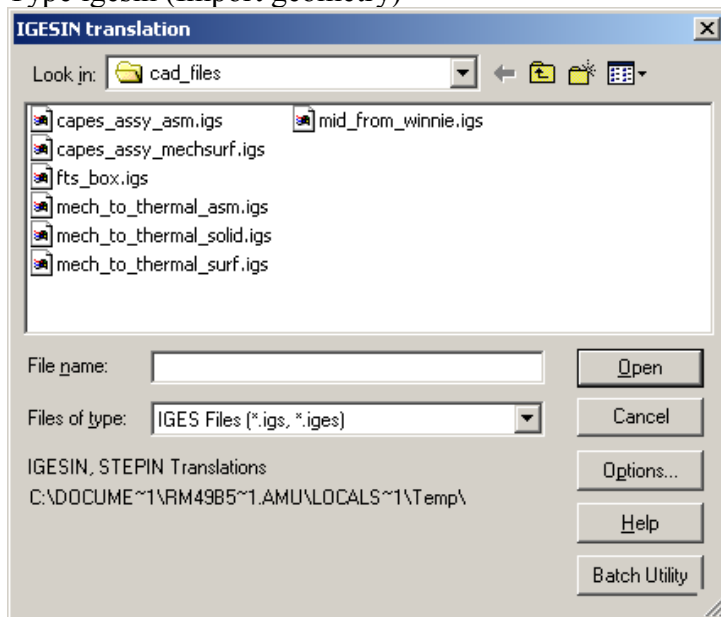 Type igesin (Import geometry)
IGESIN translation
Look in: cad_files
capes_assy_asm.igs mid_from_winnie.igs
capes_assy_mechsurf.igs
fts_box.igs
mech_to_thermal_asm.igs
mech_to_thermal_solid.igs
mech_to_thermal_surf.igs
File name: Open
Files of type: IGES Files (*.igs, *.iges) Cancel
IGESIN, STEPIN Translations Options...
C:\DOCUME~1\RM49B5~1.AMU\LOCALS~1\Temp\
Help
Batch Utility